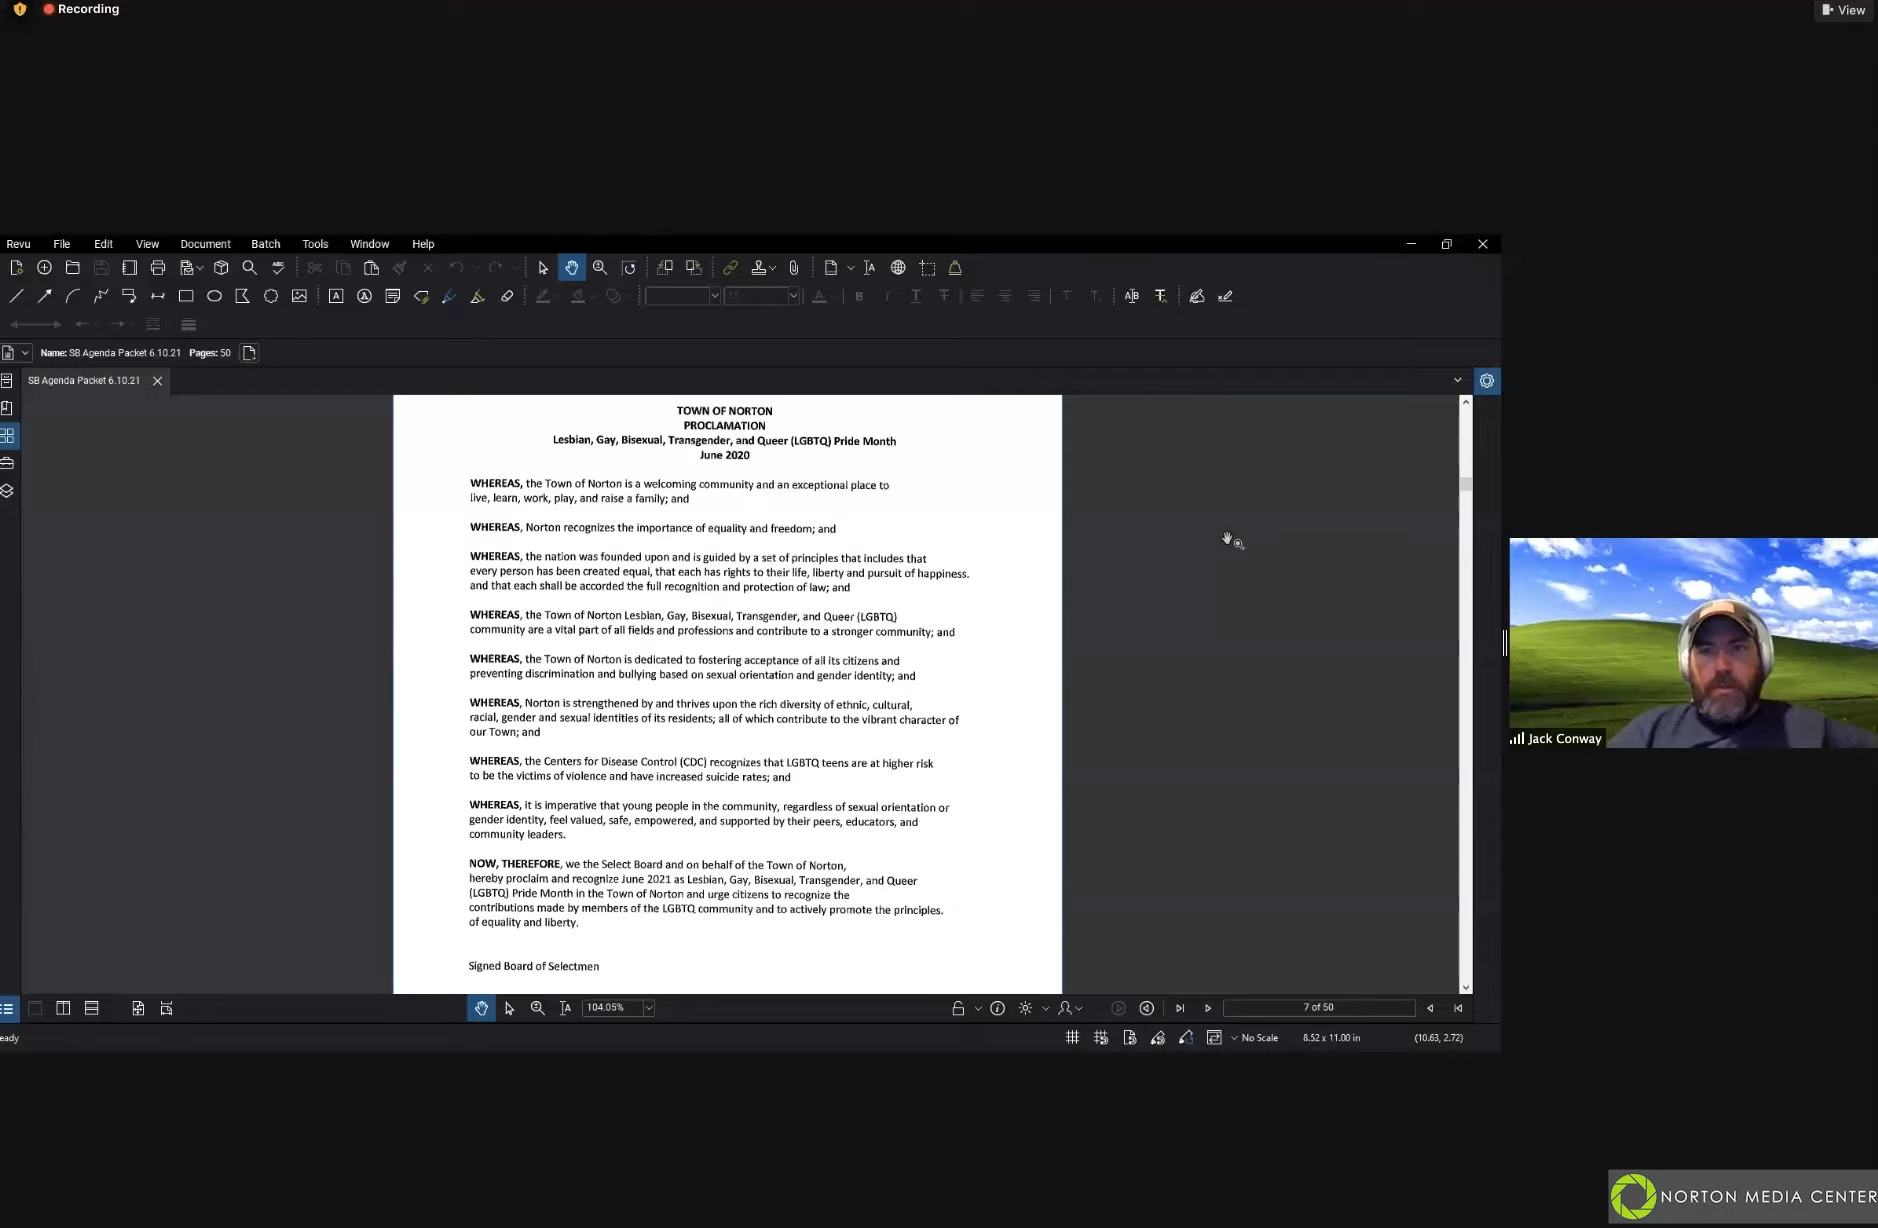 Recording
View
Revu File Edit View Document Batch Tools Window Help
Name: SB Agenda Packet 6.10.21 Pages: 50
SB Agenda Packet 6.10.21
TOWN OF NORTON
PROCLAMATION
Lesbian, Gay, Bisexual, Transgender, and Queer (LGBTQ) Pride Month
June 2020
WHEREAS, the Town of Norton is a welcoming community and an exceptional place to
live, learn, work, play, and raise a family; and
WHEREAS, Norton recognizes the importance of equality and freedom; and
WHEREAS, the nation was founded upon and is guided by a set of principles that includes that
every person has been created equal, that each has rights to their life, liberty and pursuit of happiness.
and that each shall be accorded the full recognition and protection of law; and
WHEREAS, the Town of Norton Lesbian, Gay, Bisexual, Transgender, and Queer (LGBTQ)
community are a vital part of all fields and professions and contribute to a stronger community; and
WHEREAS, the Town of Norton is dedicated to fostering acceptance of all its citizens and
preventing discrimination and bullying based on sexual orientation and gender identity; and
WHEREAS, Norton is strengthened by and thrives upon the rich diversity of ethnic, cultural,
racial, gender and sexual identities of its residents; all of which contribute to the vibrant character of
our Town; and
WHEREAS, the Centers for Disease Control (CDC) recognizes that LGBTQ teens are at higher risk
to be the victims of violence and have increased suicide rates; and
WHEREAS, it is imperative that young people in the community, regardless of sexual orientation or
gender identity, feel valued, safe, empowered, and supported by their peers, educators, and
community leaders.
NOW, THEREFORE, we the Select Board and on behalf of the Town of Norton,
hereby proclaim and recognize June 2021 as Lesbian, Gay, Bisexual, Transgender, and Queer
(LGBTQ) Pride Month in the Town of Norton and urge citizens to recognize the
contributions made by members of the LGBTQ community and to actively promote the principles.
of equality and liberty.
Signed Board of Selectmen
Jack Conway
104.05%
7 of 50
eady
No Scale 8.52 x 11.00 in (10.63, 2.72)
NORTON MEDIA CENTER